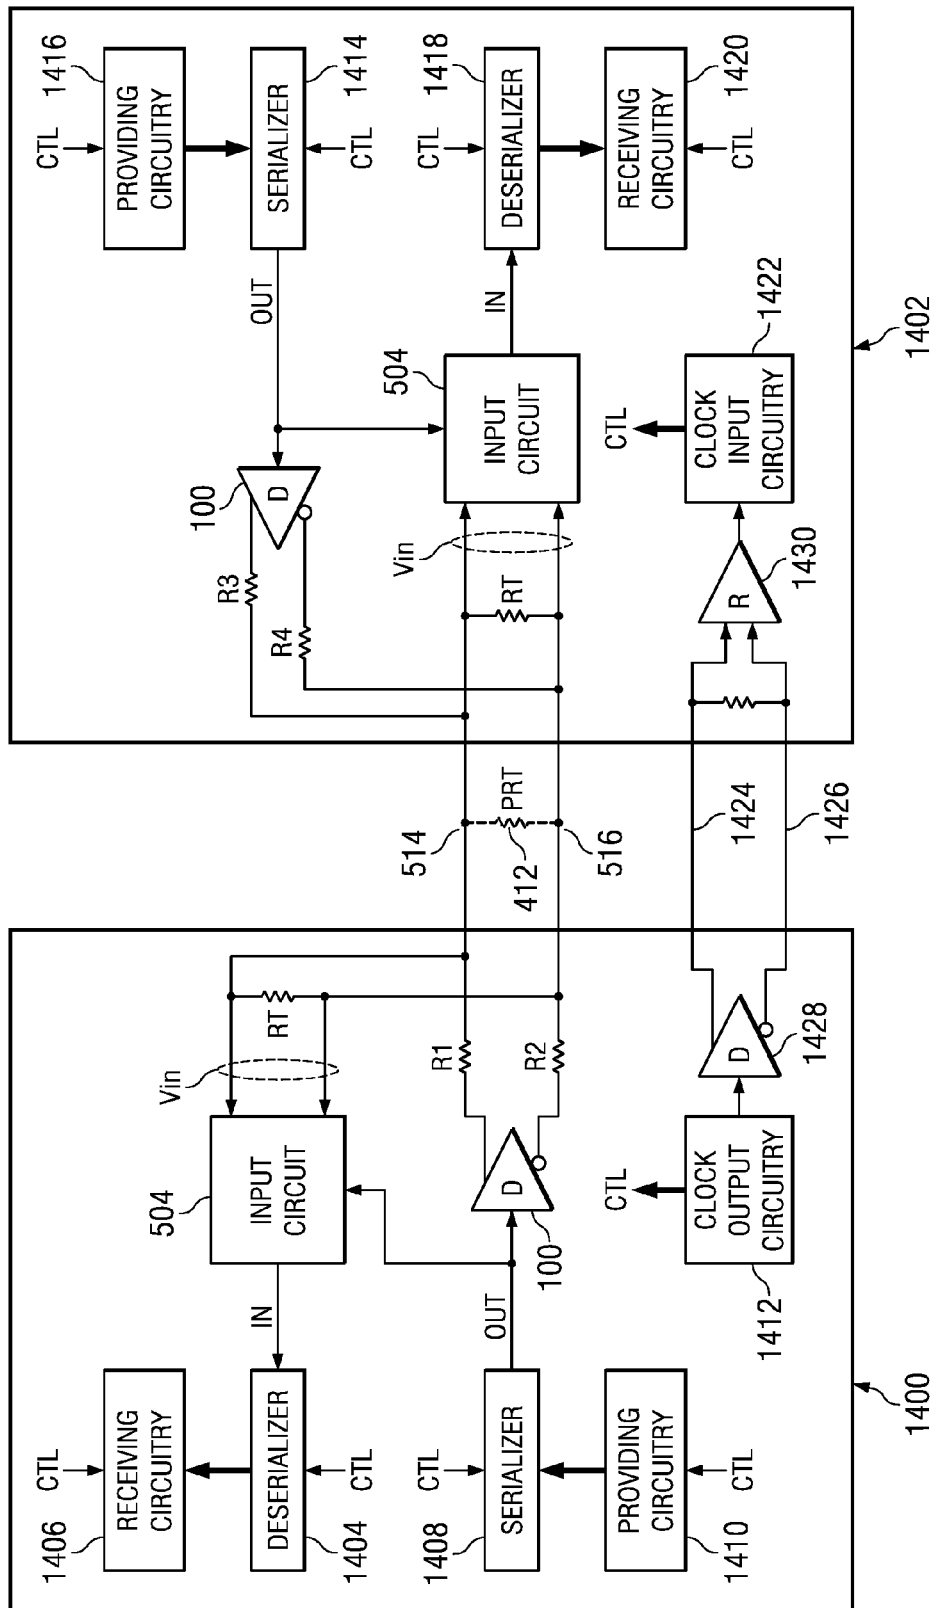 1406
CTL
RECEIVING
CIRCUITRY
DESERIALIZER
CTL
1404
IN
504
INPUT
CIRCUIT
Vin
RT
1408
CTL
SERIALIZER
OUT
D
100
R1
R2
PROVIDING
CIRCUITRY
CTL
1410
CTL
CLOCK
OUTPUT
CIRCUITRY
1412
D
1428
1400
514
PRT
412
516
1424
1426
1416
CTL
PROVIDING
CIRCUITRY
SERIALIZER
1414
CTL
OUT
100
D
R3
R4
Vin
RT
504
INPUT
CIRCUIT
IN
1418
CTL
DESERIALIZER
RECEIVING
CIRCUITRY
1420
CTL
R
1430
CTL
CLOCK
INPUT
CIRCUITRY
1422
1402